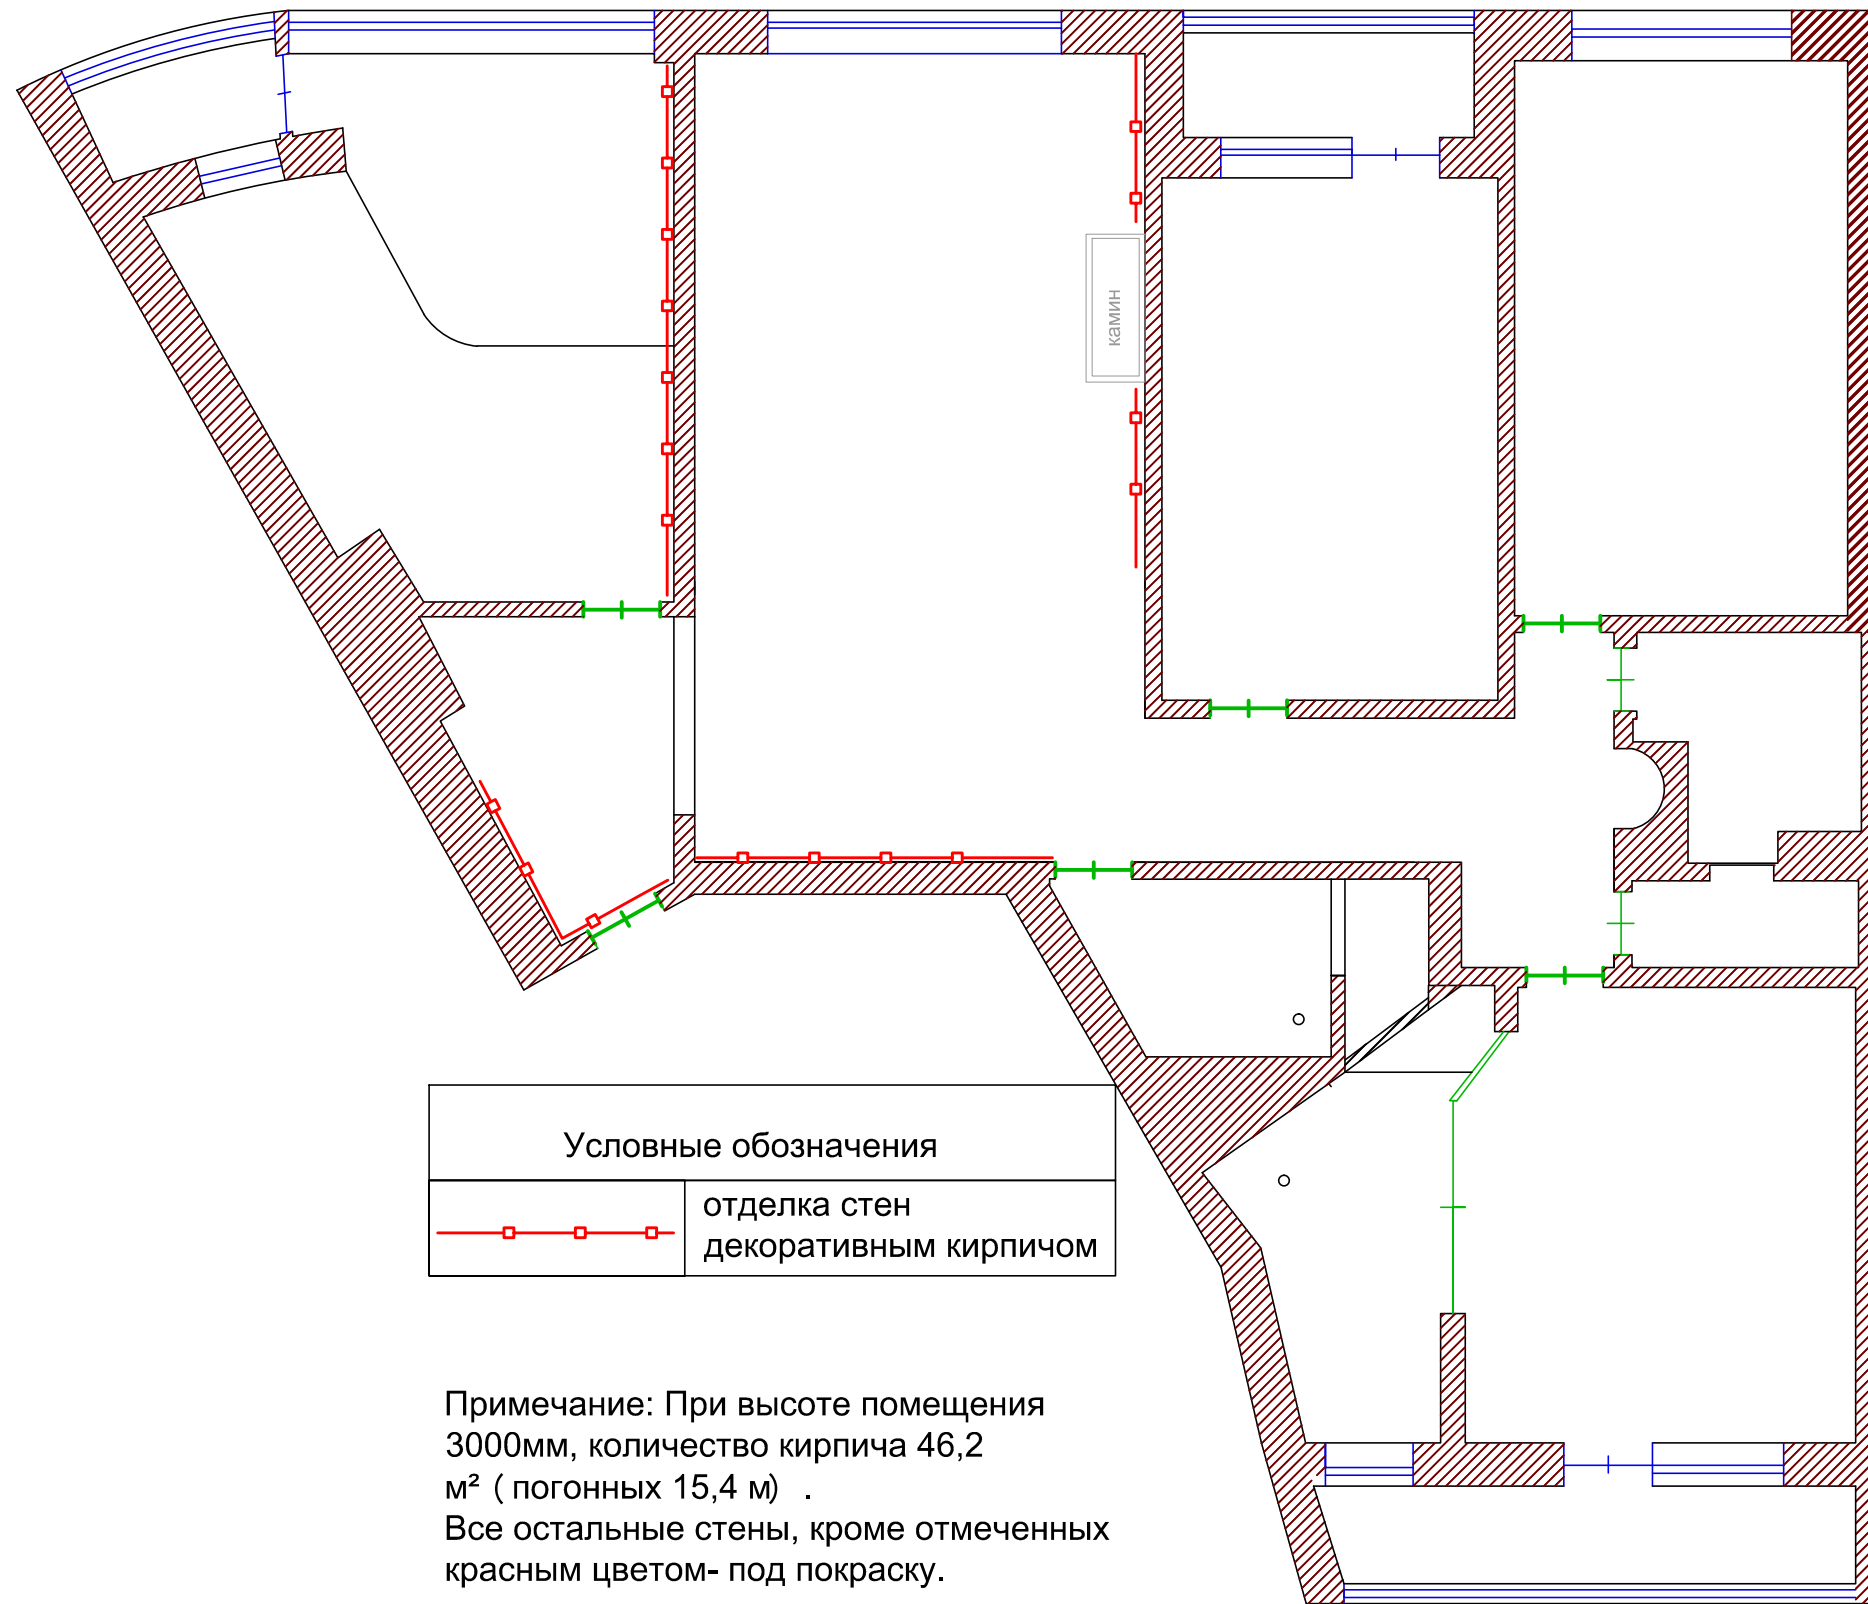 камин
Условные обозначения
отделка стен
декоративным кирпичом
Примечание: При высоте помещения
3000мм, количество кирпича 46,2
м² ( погонных 15,4 м) .
Все остальные стены, кроме отмеченных
красным цветом- под покраску.